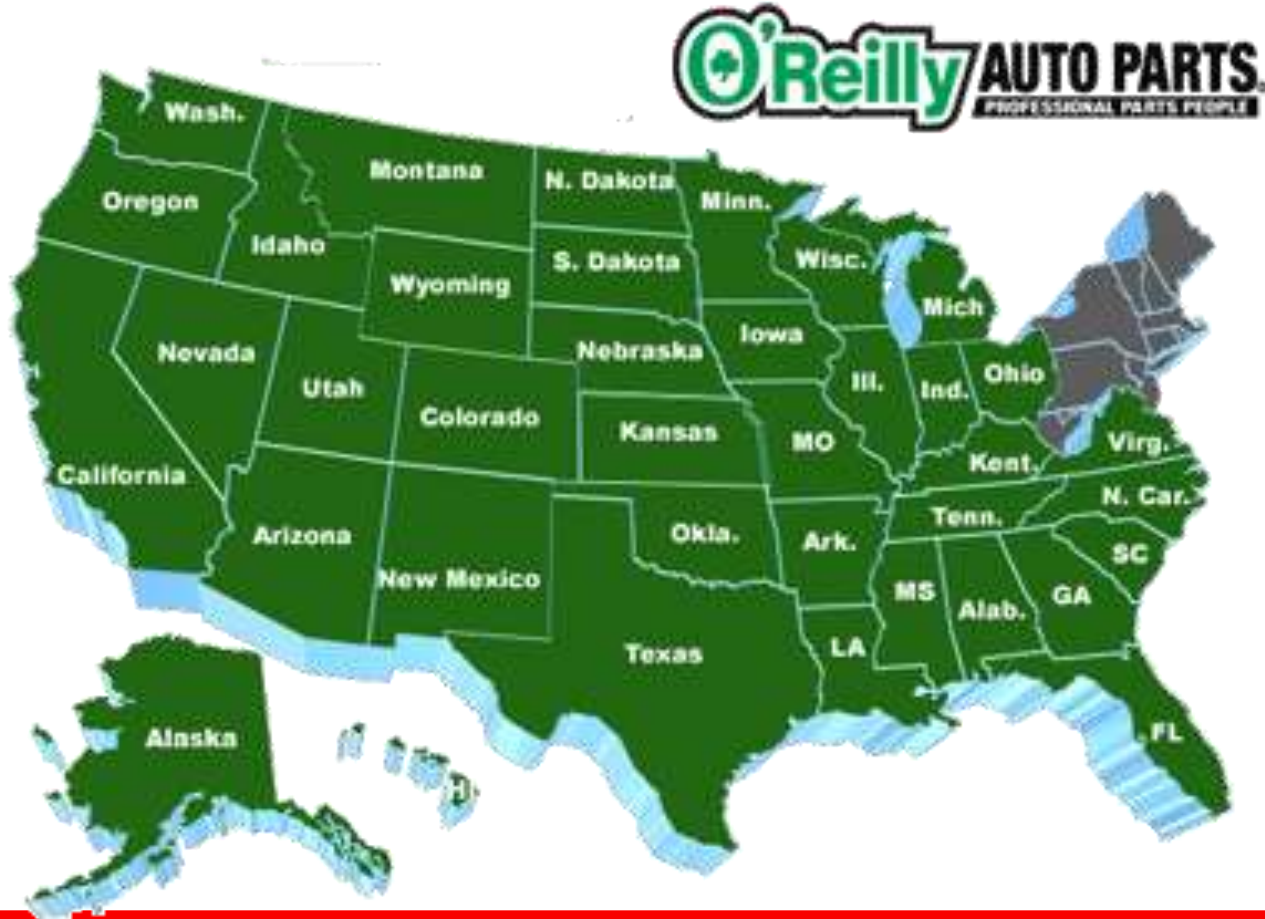 O'Reilly AUTO PARTS.
PROFESSIONAL PARTS PEOPLE
Wash.
Montana
N. Dakota
Minn.
Oregon
Idaho
Wyoming
S. Dakota
Wisc.
Mich
Nevada
Utah
Colorado
Nebraska
Iowa
Ill.
Ind.
Ohio
California
Kansas
MO
Kent.
Virg.
Arizona
New Mexico
Okla.
Ark.
Tenn.
N. Car.
SC
Texas
LA
MS
Alab.
GA
FL
Alaska
H